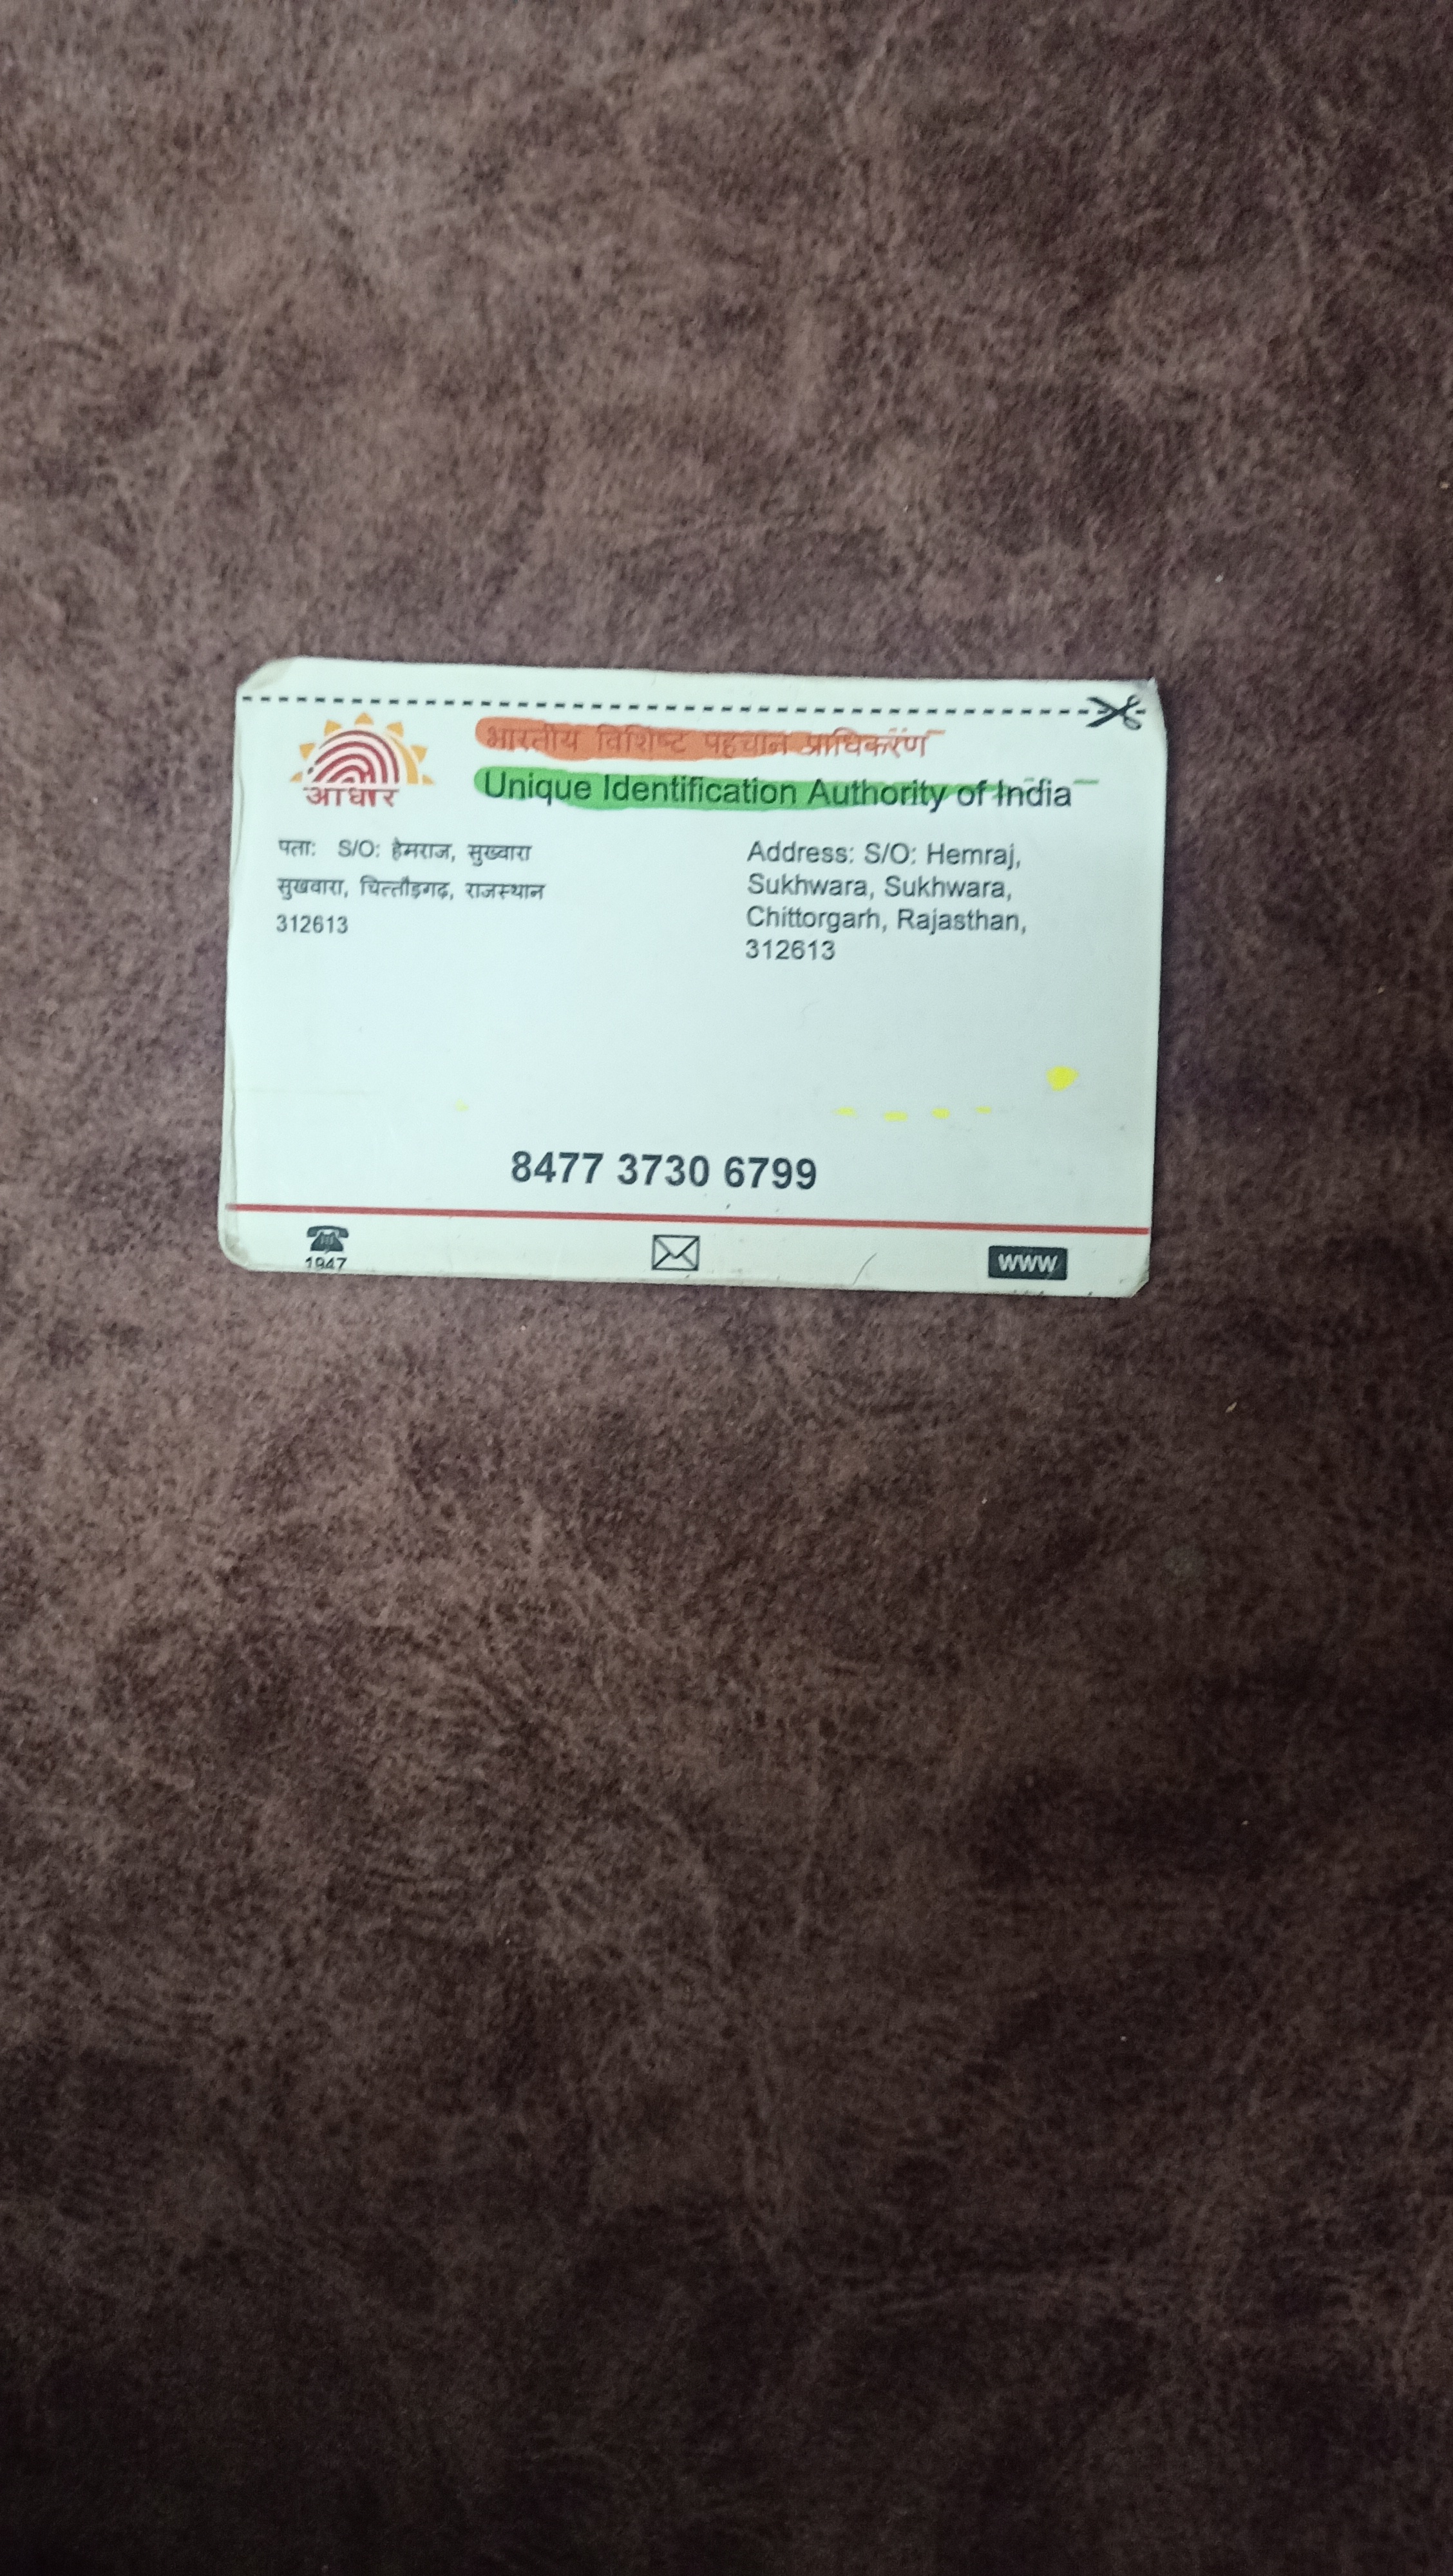 भारतीय विशिष्ट पहचान प्राधिकरण
Unique Identification Authority of India
आधार
पता: S/O: हेमराज, सुख्वारा
सुखवारा, चित्तौड़गढ़, राजस्थान
312613
Address: S/O: Hemraj,
Sukhwara, Sukhwara,
Chittorgarh, Rajasthan,
312613
8477 3730 6799
1947
www